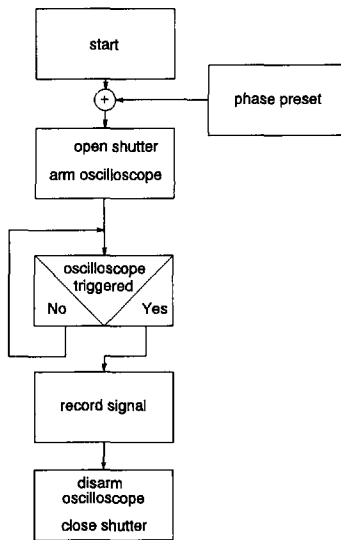 start
+
phase preset
open shutter
arm oscilloscope
oscilloscope
triggered
No Yes
record signal
disarm
oscilloscope
close shutter